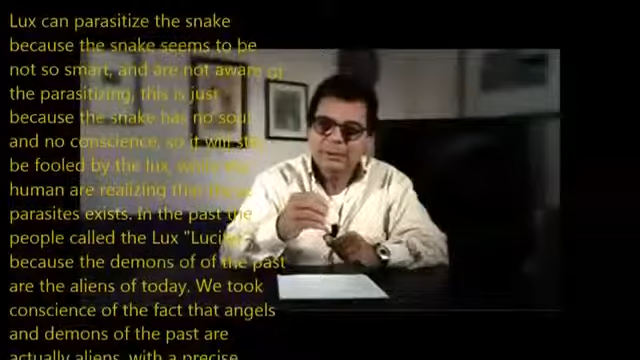 Lux can parasitize the snake
because the snake seems to be
not so smart, and are not aware of
the parasitizing, this is just
because the snake has no soul
and no conscience, so it will still
be fooled by the lux, while the
human are realizing that these
parasites exists. In the past the
people called the Lux "Lucifer"
because the demons of of the past
are the aliens of today. We took
conscience of the fact that angels
and demons of the past are
actually aliens, with a precise